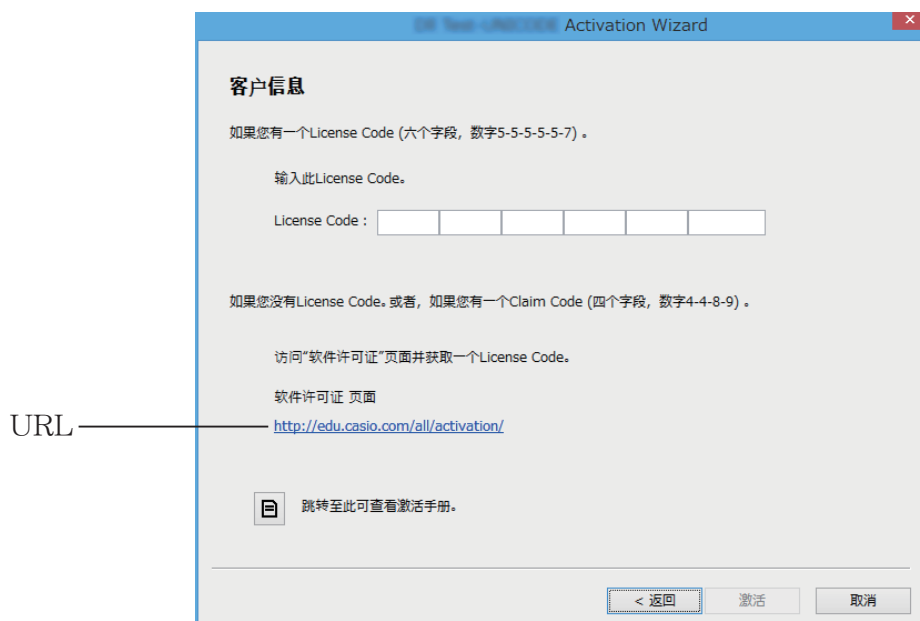 Activation Wizard
客户信息
如果您有一个License Code (六个字段，数字5-5-5-5-5-7) 。
输入此License Code。
License Code :
如果您没有License Code。或者，如果您有一个Claim Code (四个字段，数字4-4-8-9) 。
访问“软件许可证”页面并获取一个License Code。
软件许可证 页面
URL
http://edu.casio.com/all/activation/
跳转至此可查看激活手册。
< 返回
激活
取消